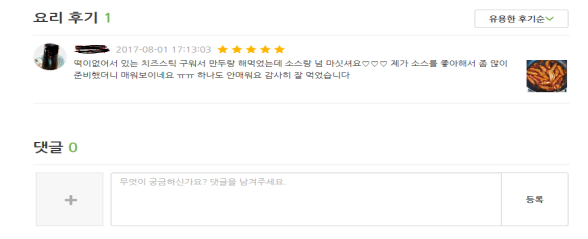 요리 후기 1
유용한 후기순
2017-08-01 17:13:03 ★★★★★
떡이없어서 있는 치즈스틱 구워서 만두랑 해먹었는데 소스랑 넘 마싯셔요♡♡♡ 제가 소스를 좋아해서 좀 많이
준비했더니 매워보이네요 ㅠㅠ 하나도 안매워요 감사히 잘 먹었습니다
댓글 0
+
무엇이 궁금하신가요? 댓글을 남겨주세요.
등록